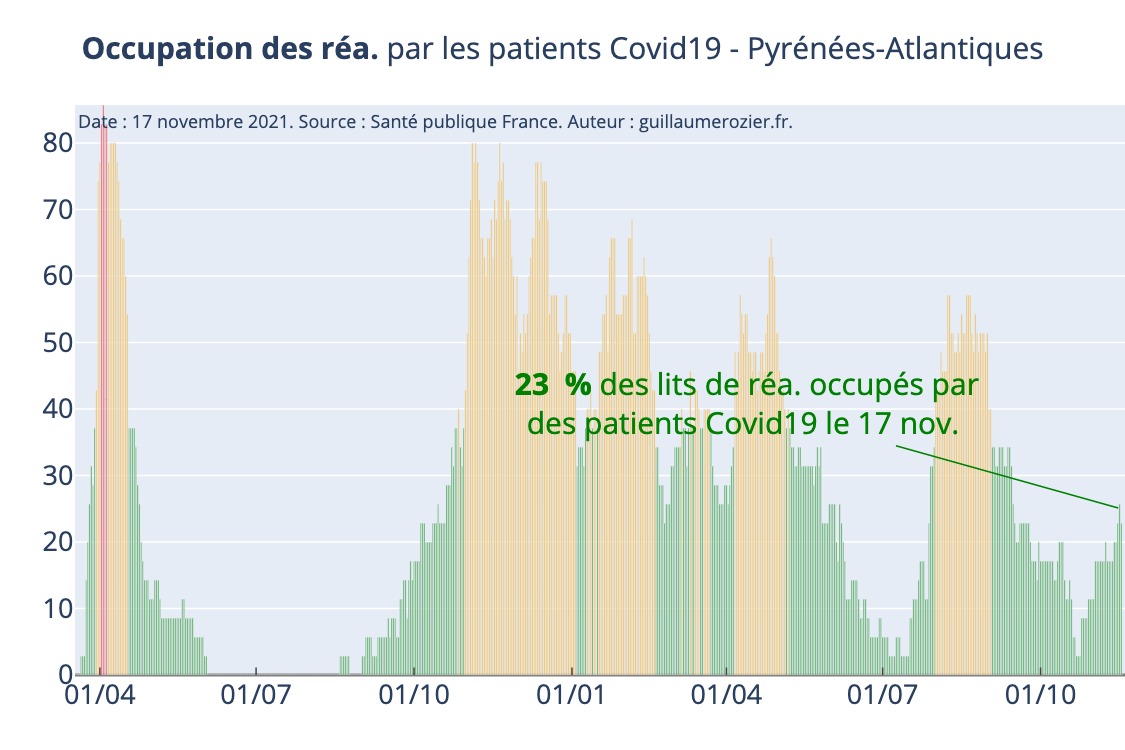 Occupation des réa. par les patients Covid19 - Pyrénées-Atlantiques
Date : 17 novembre 2021. Source : Santé publique France. Auteur : guillaumerozier.fr.
80
70
60
50
40
30
20
10
0
23 % des lits de réa. occupés par
des patients Covid19 le 17 nov.
01/04 01/07 01/10 01/01 01/04 01/07 01/10